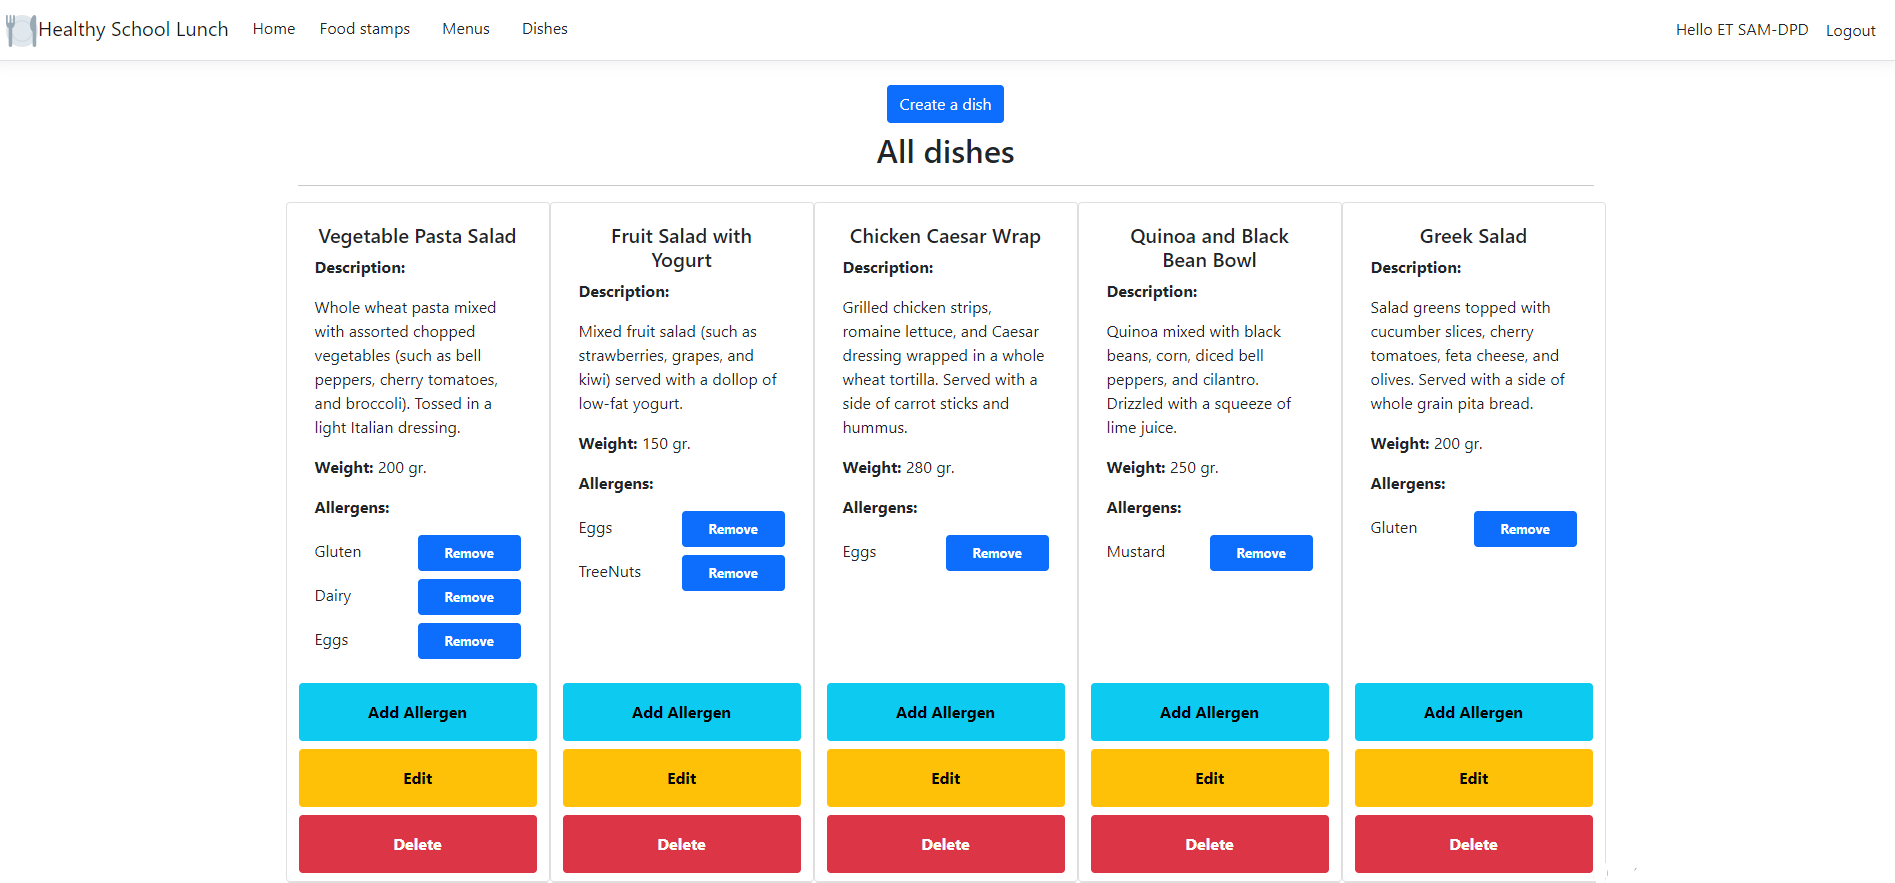 Healthy School Lunch Home Food stamps Menus Dishes Hello ET SAM-DPD Logout
Create a dish
All dishes
Vegetable Pasta Salad
Description:
Whole wheat pasta mixed
with assorted chopped
vegetables (such as bell
peppers, cherry tomatoes,
and broccoli). Tossed in a
light Italian dressing.
Weight: 200 gr.
Allergens:
Gluten Remove
Dairy Remove
Eggs Remove
Add Allergen
Edit
Delete
Fruit Salad with
Yogurt
Description:
Mixed fruit salad (such as
strawberries, grapes, and
kiwi) served with a dollop of
low-fat yogurt.
Weight: 150 gr.
Allergens:
Eggs Remove
TreeNuts Remove
Add Allergen
Edit
Delete
Chicken Caesar Wrap
Description:
Grilled chicken strips,
romaine lettuce, and Caesar
dressing wrapped in a whole
wheat tortilla. Served with a
side of carrot sticks and
hummus.
Weight: 280 gr.
Allergens:
Eggs Remove
Add Allergen
Edit
Delete
Quinoa and Black
Bean Bowl
Description:
Quinoa mixed with black
beans, corn, diced bell
peppers, and cilantro.
Drizzled with a squeeze of
lime juice.
Weight: 250 gr.
Allergens:
Mustard Remove
Add Allergen
Edit
Delete
Greek Salad
Description:
Salad greens topped with
cucumber slices, cherry
tomatoes, feta cheese, and
olives. Served with a side of
whole grain pita bread.
Weight: 200 gr.
Allergens:
Gluten Remove
Add Allergen
Edit
Delete